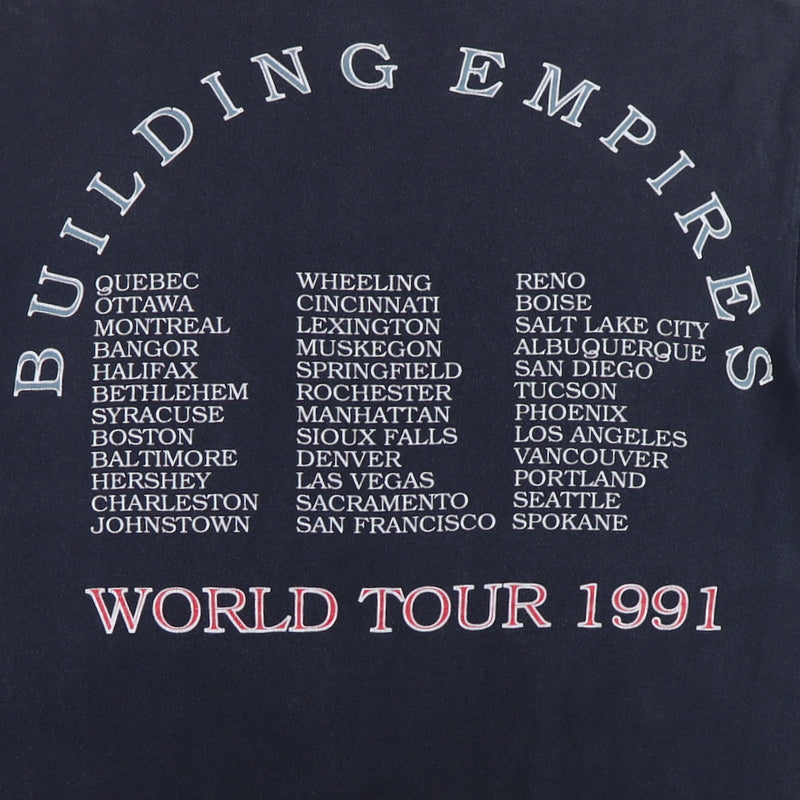 BUILDING EMPIRES
QUEBEC
OTTAWA
MONTREAL
BANGOR
HALIFAX
BETHLEHEM
SYRACUSE
BOSTON
BALTIMORE
HERSHEY
CHARLESTON
JOHNSTOWN
WHEELING
CINCINNATI
LEXINGTON
MUSKEGON
SPRINGFIELD
ROCHESTER
MANHATTAN
SIOUX FALLS
DENVER
LAS VEGAS
SACRAMENTO
SAN FRANCISCO
RENO
BOISE
SALT LAKE CITY
ALBUQUERQUE
SAN DIEGO
TUCSON
PHOENIX
LOS ANGELES
VANCOUVER
PORTLAND
SEATTLE
SPOKANE
WORLD TOUR 1991